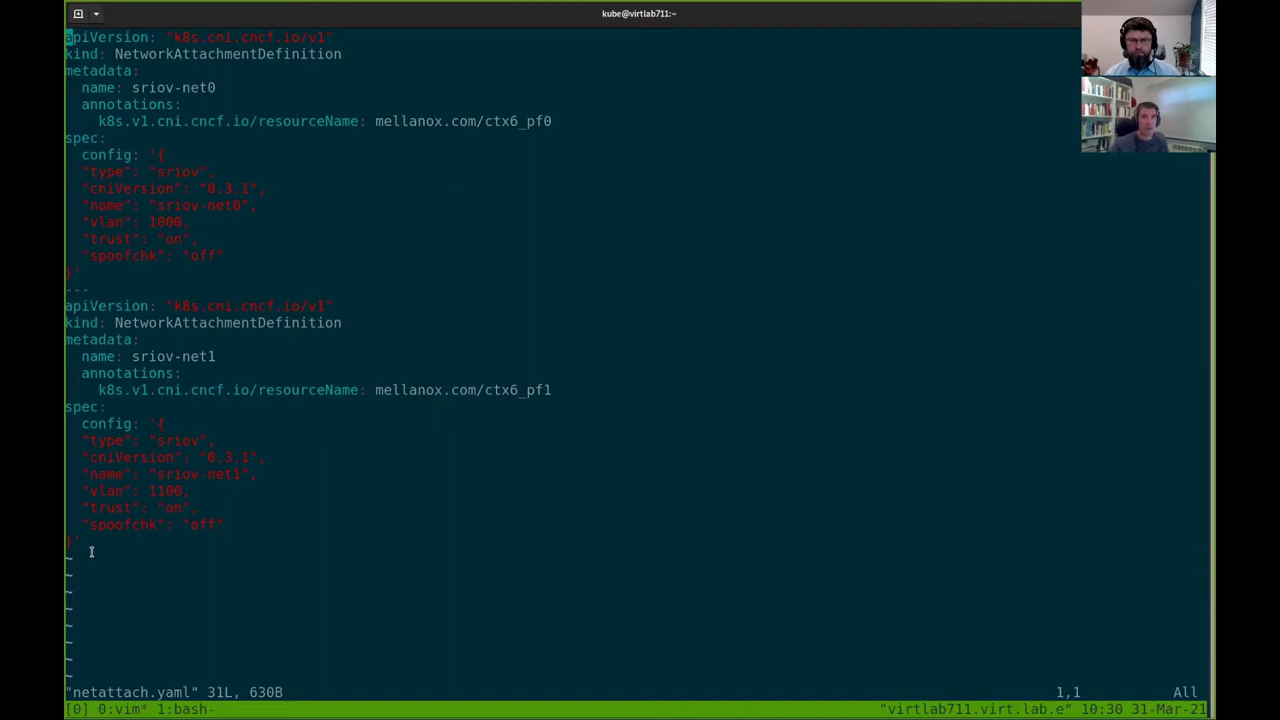 kube@virtlab711:~
apiVersion: "k8s.cni.cncf.io/v1"
kind: NetworkAttachmentDefinition
metadata:
  name: sriov-net0
  annotations:
    k8s.v1.cni.cncf.io/resourceName: mellanox.com/ctx6_pf0
spec:
  config: '{
  "type": "sriov",
  "cniVersion": "0.3.1",
  "name": "sriov-net0",
  "vlan": 1000,
  "trust": "on",
  "spoofchk": "off"
}'
---
apiVersion: "k8s.cni.cncf.io/v1"
kind: NetworkAttachmentDefinition
metadata:
  name: sriov-net1
  annotations:
    k8s.v1.cni.cncf.io/resourceName: mellanox.com/ctx6_pf1
spec:
  config: '{
  "type": "sriov",
  "cniVersion": "0.3.1",
  "name": "sriov-net1",
  "vlan": 1100,
  "trust": "on",
  "spoofchk": "off"
}'
~
~
~
~
~
~
~
~
"netattach.yaml" 31L, 630B 1,1 All
[0] 0:vim* 1:bash- "virtlab711.virt.lab.e" 10:30 31-Mar-21